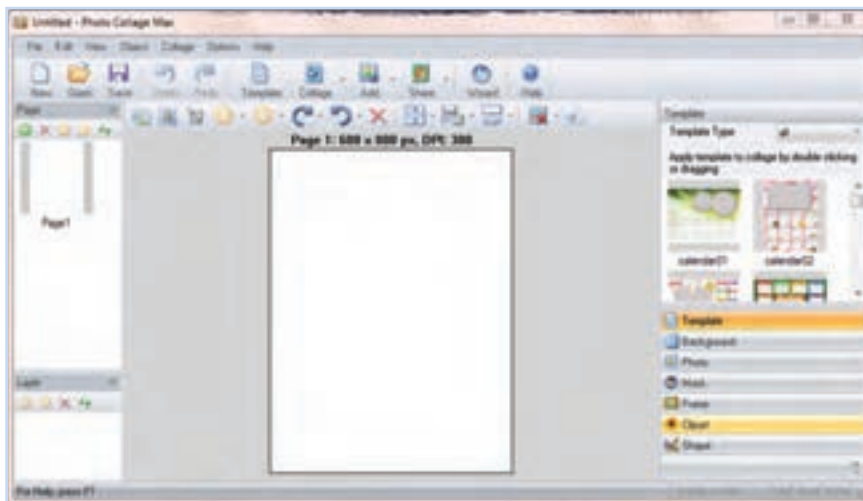 Untitled - Photo Collage Max
File Edit View Object Collage Options Help
New Open Save Undo Redo Template Collage Add Share Wizard Help
Page
Page 1: 600 x 800 px, DPI: 300
Page1
Layer
Template
Template Type all
Apply template to collage by double clicking
or dragging
calendar01 calendar02
Template
Background
Photo
Mask
Frame
Clipart
Shape
For Help, press F1